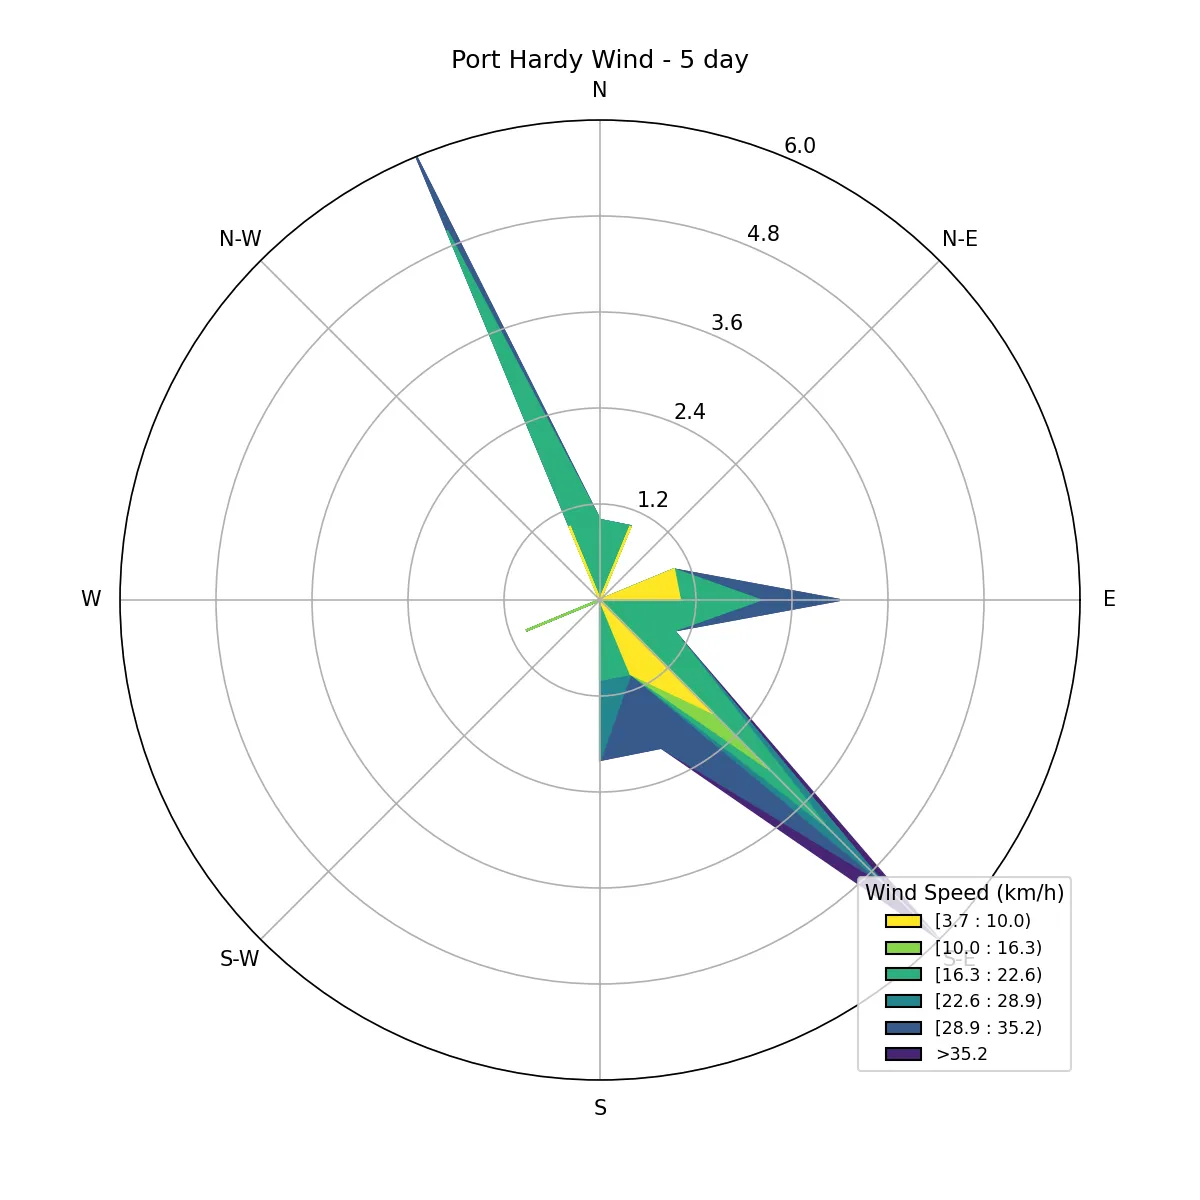 Port Hardy Wind - 5 day
N
6.0
N-W
N-E
4.8
3.6
2.4
1.2
W
E
Wind Speed (km/h)
[3.7 : 10.0)
[10.0 : 16.3)
S-W
S-E
[16.3 : 22.6)
[22.6 : 28.9)
[28.9 : 35.2)
>35.2
S